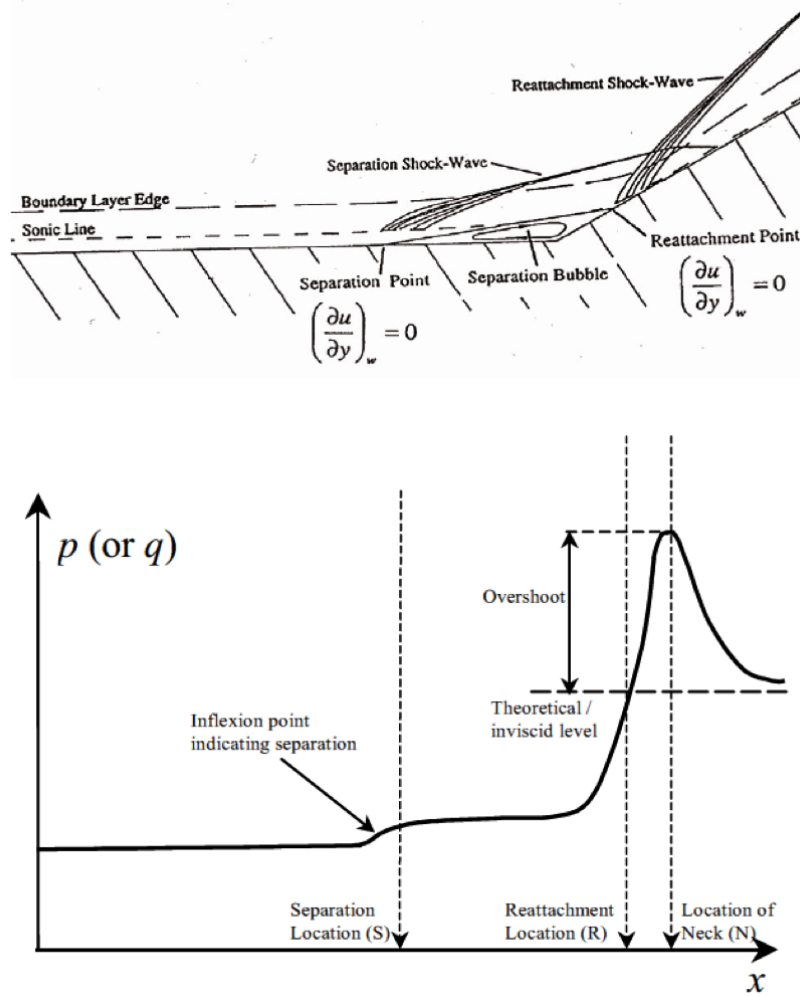 Reattachment Shock-Wave
Separation Shock-Wave
Boundary Layer Edge
Sonic Line
Reattachment Point
Separation Point
Separation Bubble
(∂u/∂y)w = 0
(∂u/∂y)w = 0
p (or q)
Overshoot
Theoretical /
inviscid level
Inflexion point
indicating separation
Separation
Location (S)
Reattachment
Location (R)
Location of
Neck (N)
x